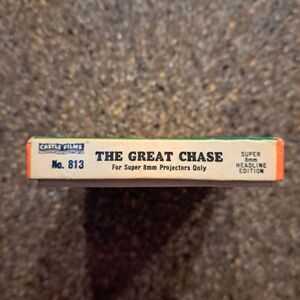 CASTLE FILMS
No. 813
THE GREAT CHASE
For Super 8mm Projectors Only
SUPER
8mm
HEADLINE
EDITION